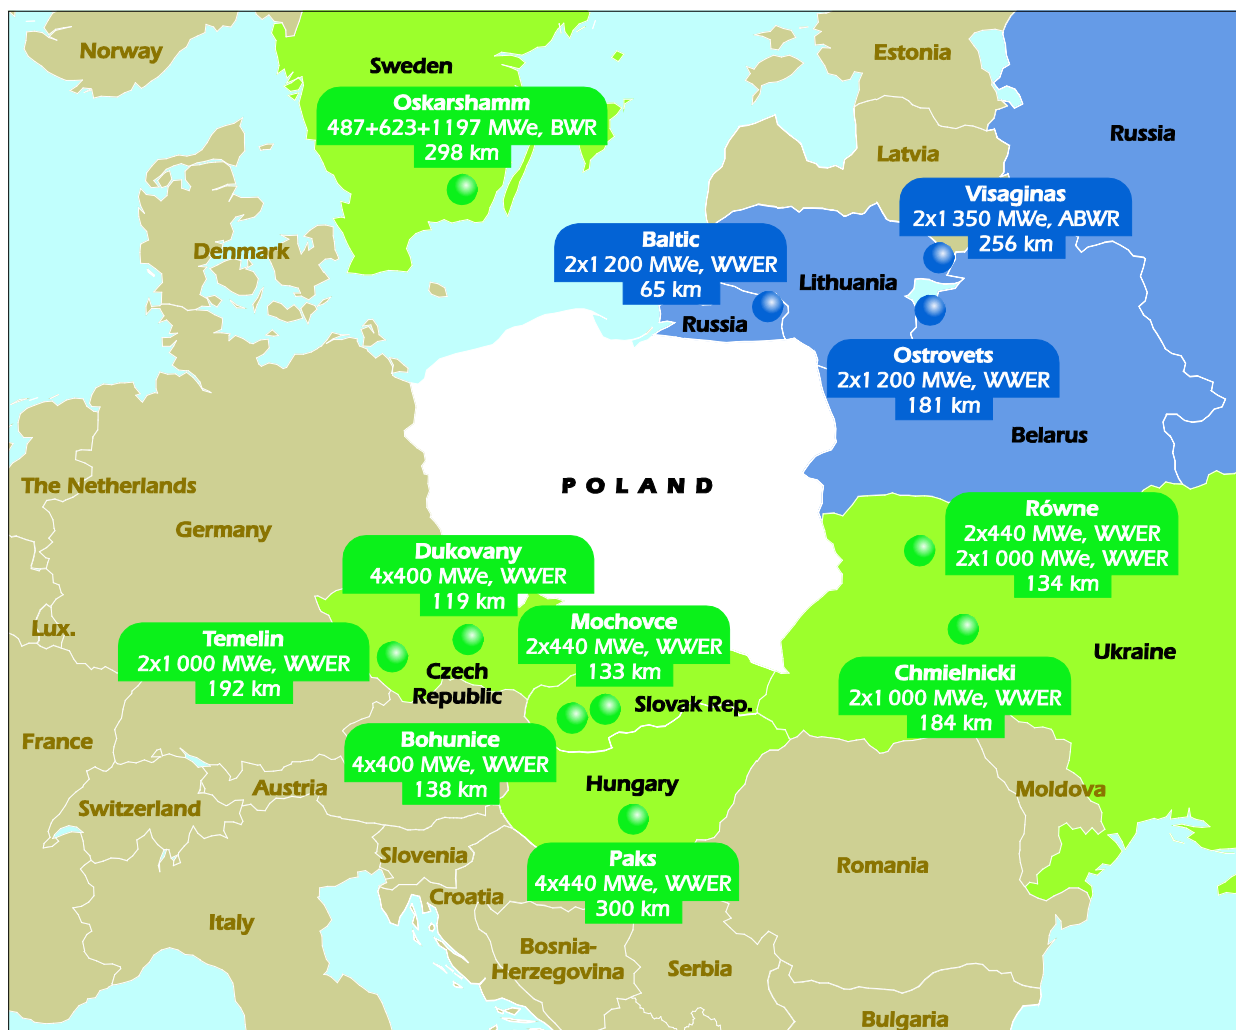 Norway
Sweden
Estonia
Oskarshamm
487+623+1197 MWe, BWR
298 km
Russia
Latvia
Visaginas
2x1 350 MWe, ABWR
256 km
Denmark
Baltic
2x1 200 MWe, WWER
65 km
Lithuania
Russia
Ostrovets
2x1 200 MWe, WWER
181 km
Belarus
POLAND
The Netherlands
Germany
Równe
2x440 MWe, WWER
2x1 000 MWe, WWER
134 km
Dukovany
4x400 MWe, WWER
119 km
Lux.
Temelin
2x1 000 MWe, WWER
192 km
Mochovce
2x440 MWe, WWER
133 km
Czech
Republic
Slovak Rep.
Ukraine
Chmielnicki
2x1 000 MWe, WWER
184 km
France
Bohunice
4x400 MWe, WWER
138 km
Austria
Switzerland
Hungary
Moldova
Slovenia
Paks
4x440 MWe, WWER
300 km
Romania
Croatia
Italy
Bosnia-
Herzegovina
Serbia
Bulgaria